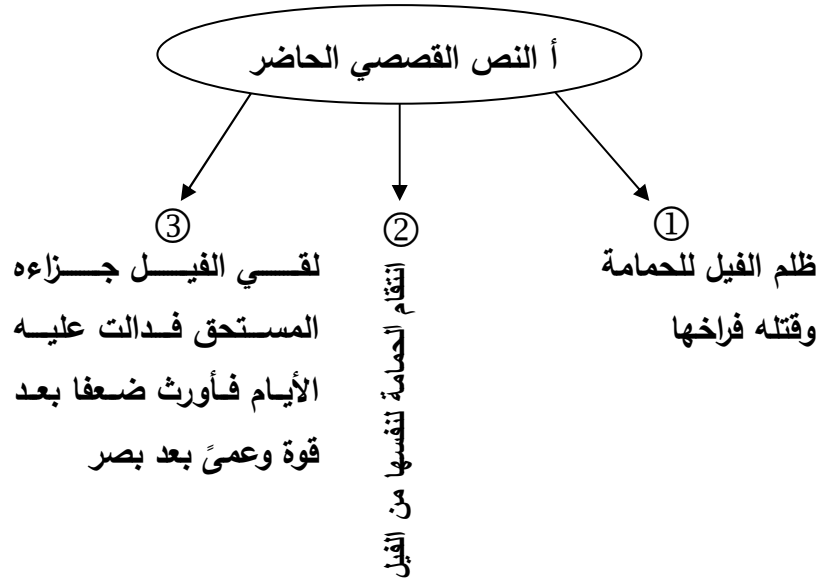 أ النص القصصي الحاضر
①
ظلم الفيل للحمامة
وقتله فراخها
②
انتقام الحمامة لنفسها من الفيل
③
لقي الفيل جزاءه
المستحق فدالت عليه
الأيام فأورث ضعفا بعد
قوة وعمىً بعد بصر